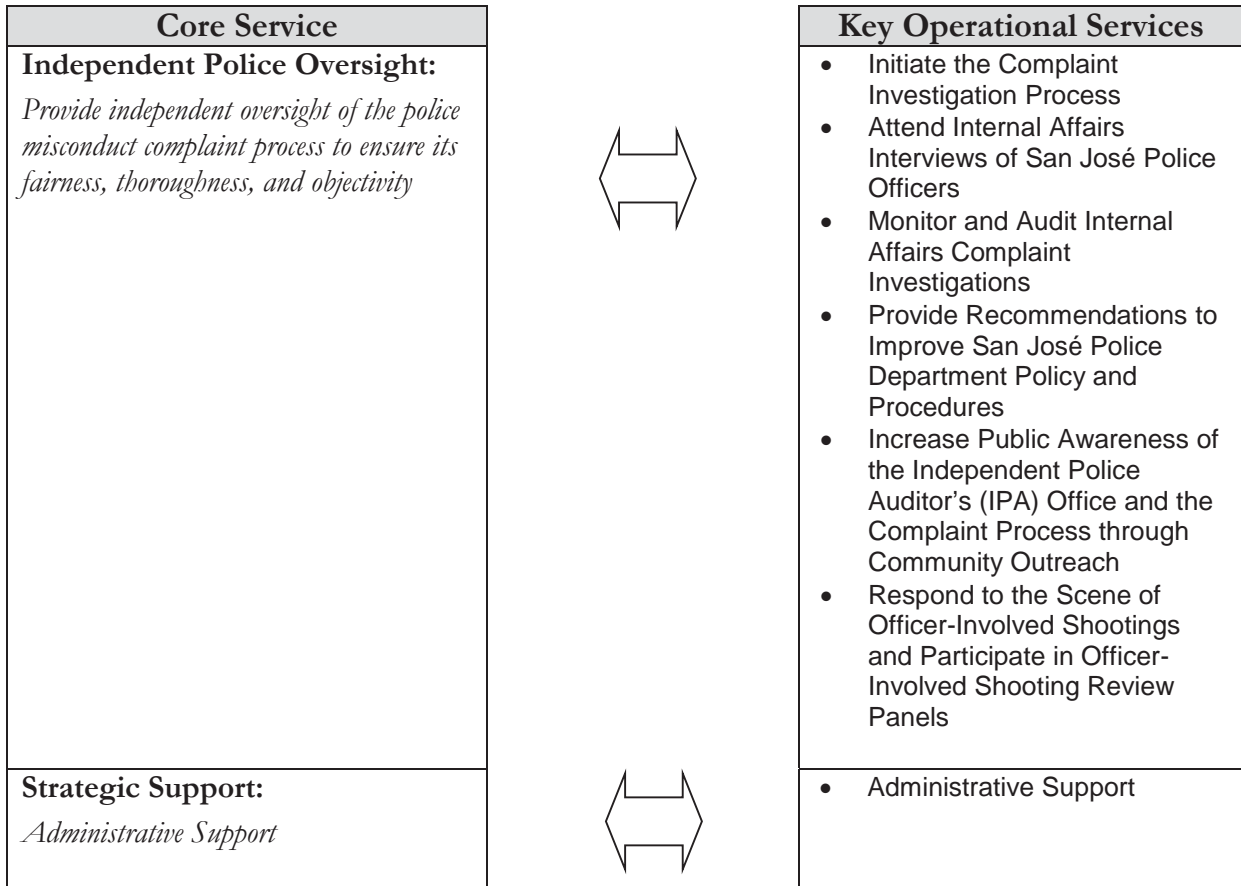 Core Service
Independent Police Oversight:
Provide independent oversight of the police
misconduct complaint process to ensure its
fairness, thoroughness, and objectivity
Strategic Support:
Administrative Support
Key Operational Services
• Initiate the Complaint
Investigation Process
• Attend Internal Affairs
Interviews of San José Police
Officers
• Monitor and Audit Internal
Affairs Complaint
Investigations
• Provide Recommendations to
Improve San José Police
Department Policy and
Procedures
• Increase Public Awareness of
the Independent Police
Auditor's (IPA) Office and the
Complaint Process through
Community Outreach
• Respond to the Scene of
Officer-Involved Shootings
and Participate in Officer-
Involved Shooting Review
Panels
• Administrative Support